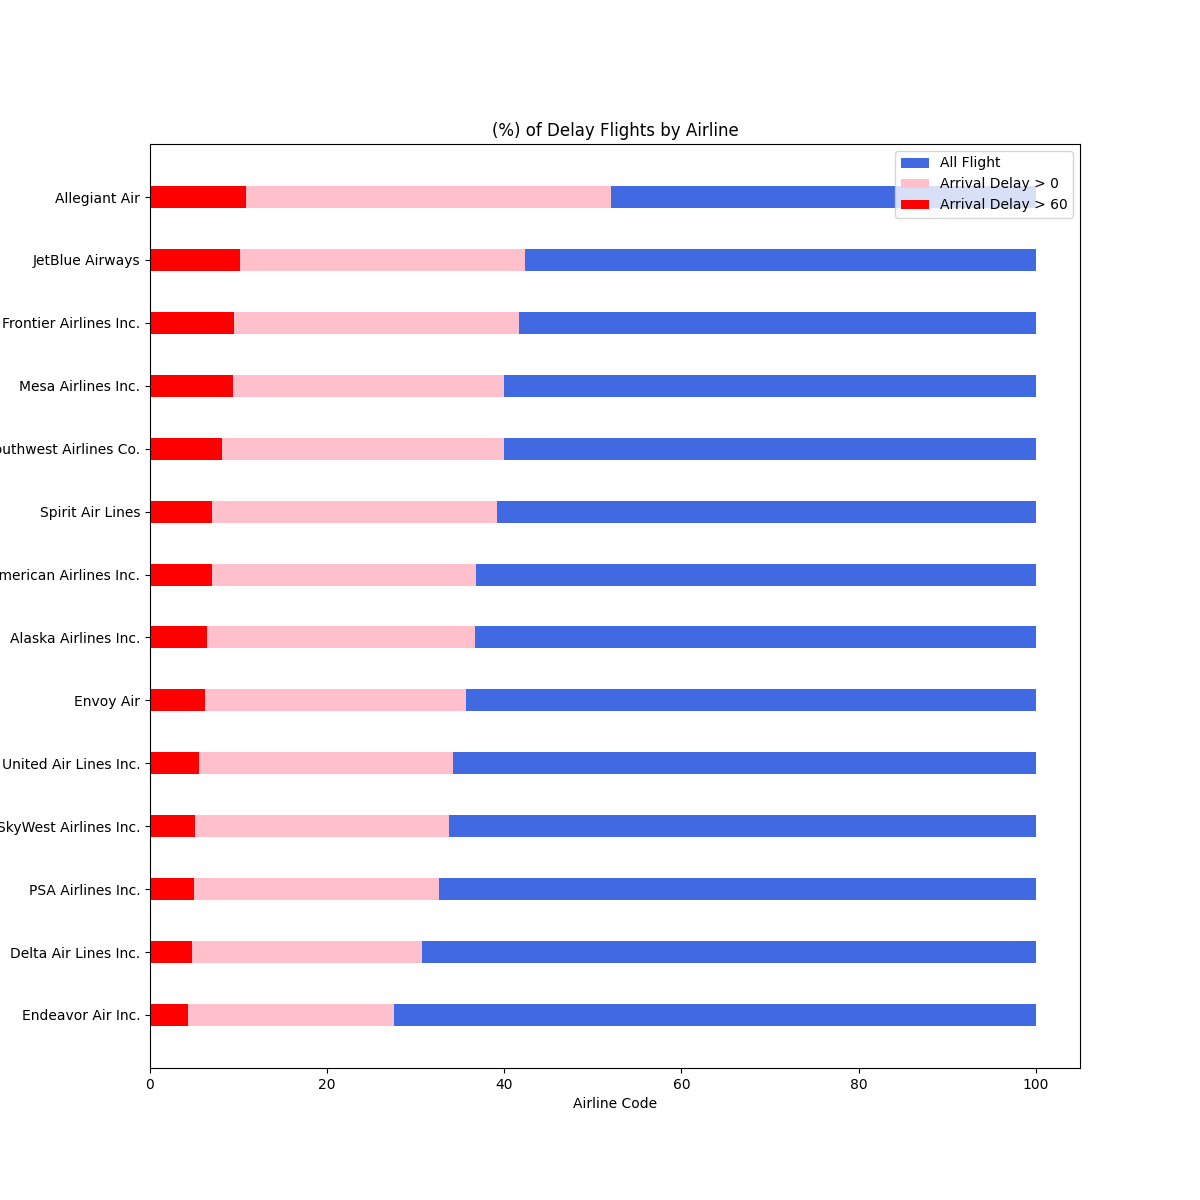 (%) of Delay Flights by Airline
All Flight
Arrival Delay > 0
Arrival Delay > 60
Allegiant Air
JetBlue Airways
Frontier Airlines Inc.
Mesa Airlines Inc.
outhwest Airlines Co.
Spirit Air Lines
merican Airlines Inc.
Alaska Airlines Inc.
Envoy Air
United Air Lines Inc.
SkyWest Airlines Inc.
PSA Airlines Inc.
Delta Air Lines Inc.
Endeavor Air Inc.
0 20 40 60 80 100
Airline Code